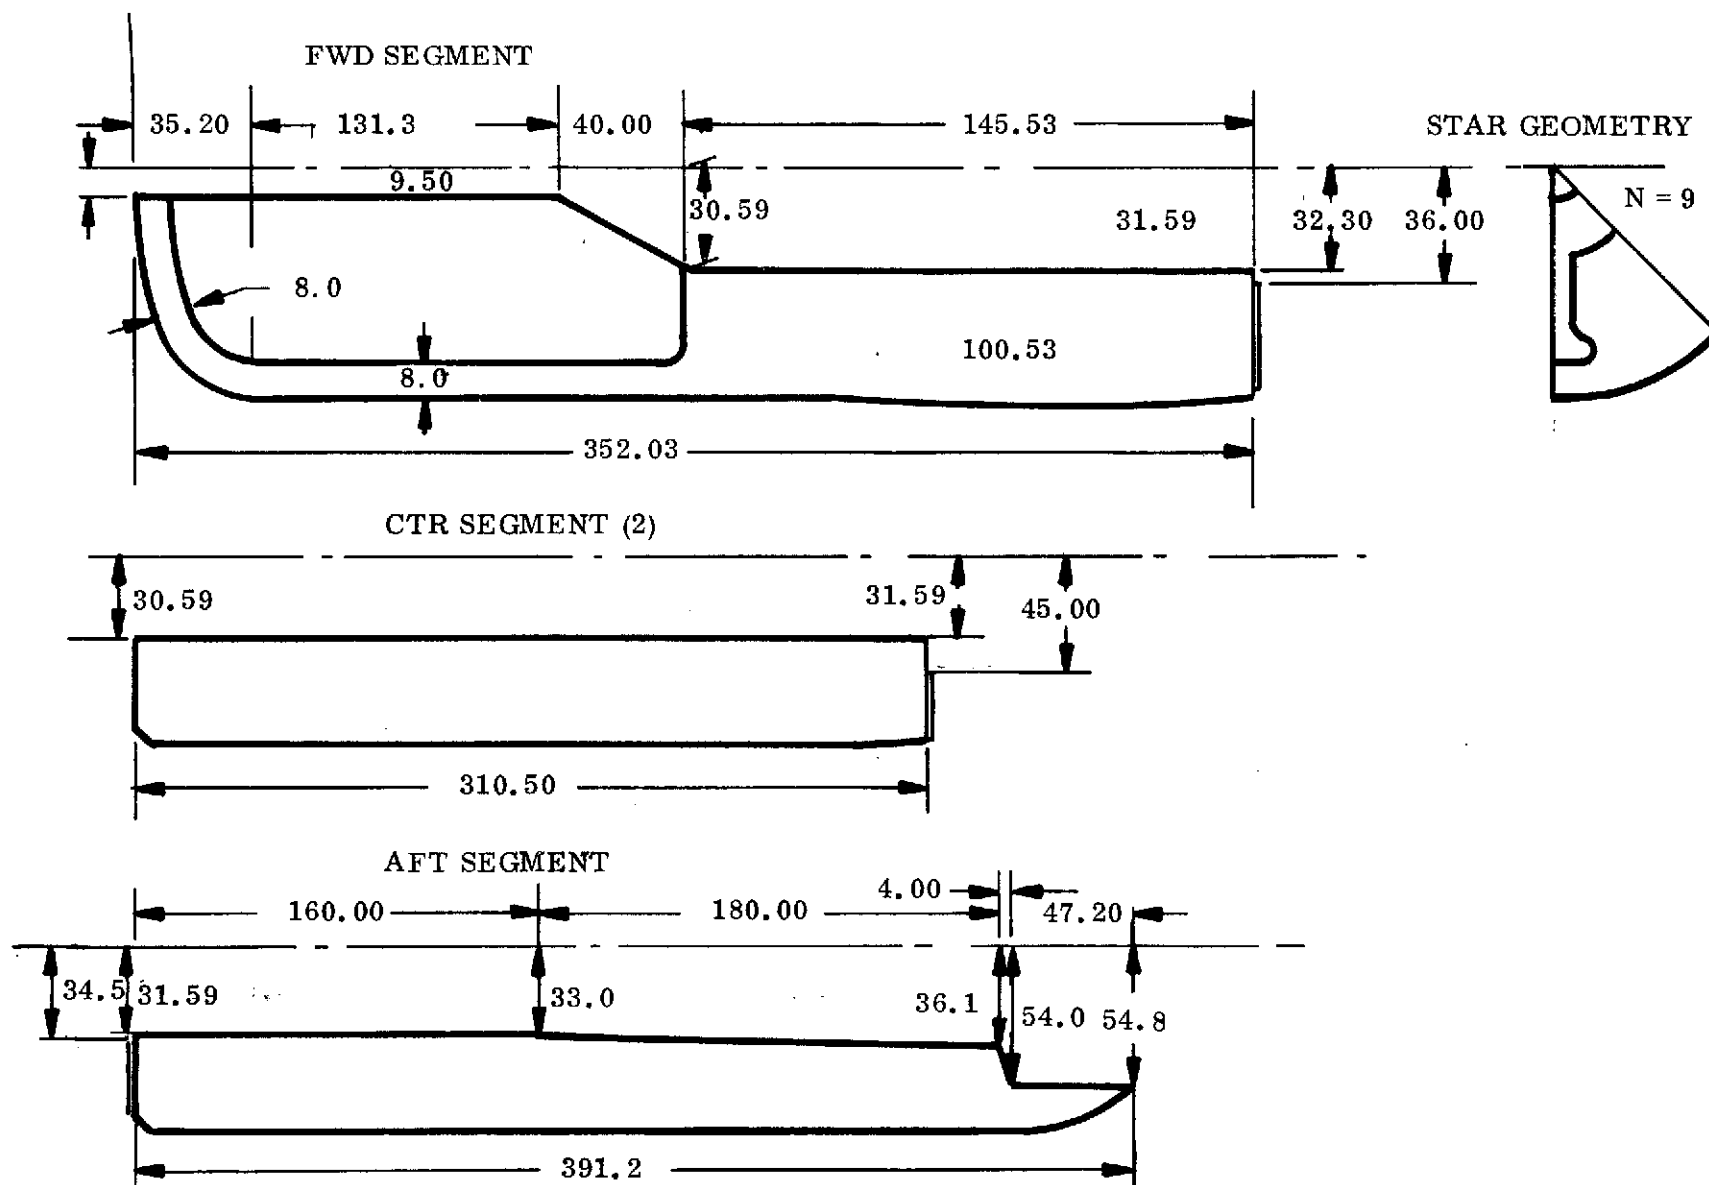 FWD SEGMENT
35.20 131.3 40.00 145.53
STAR GEOMETRY
9.50
30.59 31.59 32.30 36.00
N = 9
8.0
100.53
8.0
352.03
CTR SEGMENT (2)
30.59 31.59 45.00
310.50
AFT SEGMENT
4.00
160.00 180.00 47.20
34.5 31.59 33.0 36.1 54.0 54.8
391.2